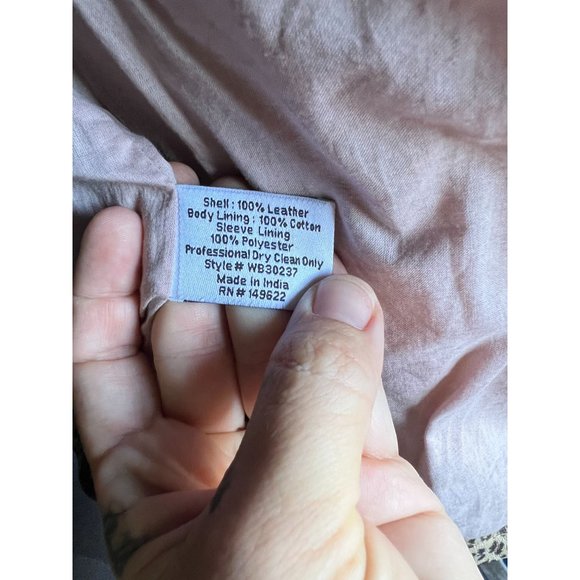 Shell : 100% Leather
Body Lining : 100% Cotton
Sleeve Lining
100% Polyester
Professional Dry Clean Only
Style# WB30237
Made in India
RN# 149622